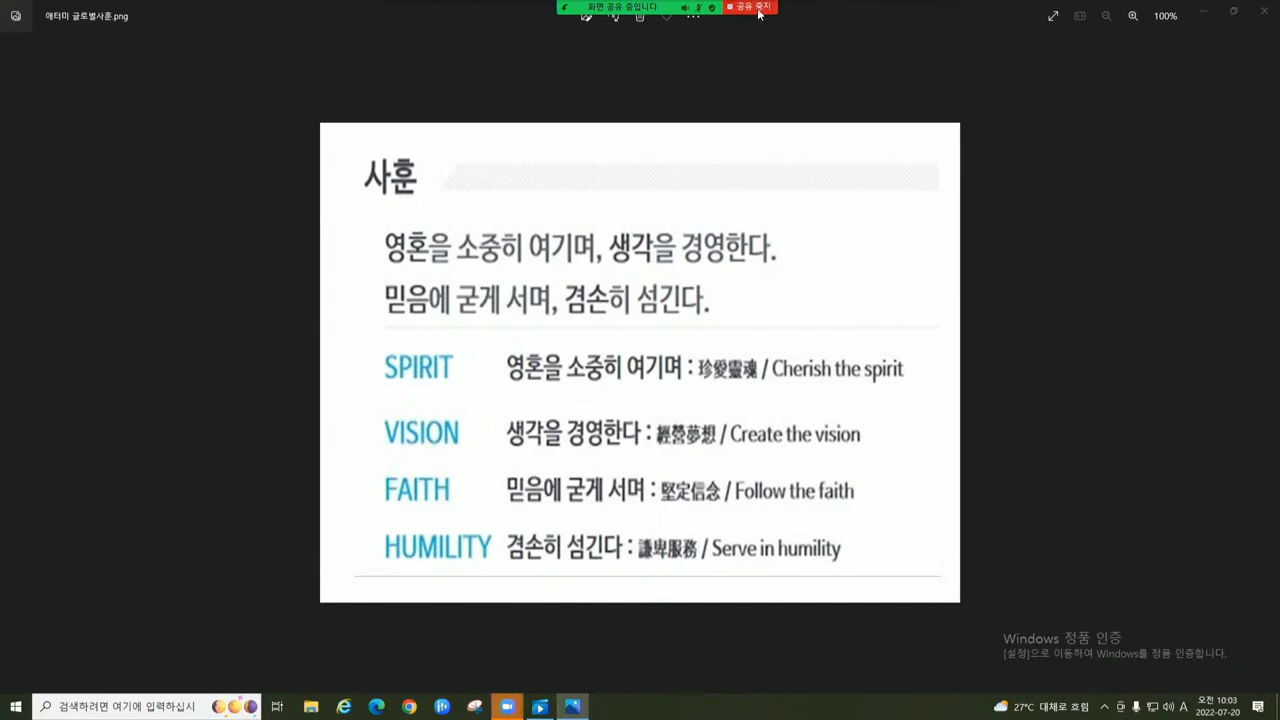 애터미 글로벌사훈.png
화면 공유 중입니다
공유 중지
100%
사훈
영혼을 소중히 여기며, 생각을 경영한다.
믿음에 굳게 서며, 겸손히 섬긴다.
SPIRIT 영혼을 소중히 여기며 : 珍愛靈魂 / Cherish the spirit
VISION 생각을 경영한다 : 經營夢想 / Create the vision
FAITH 믿음에 굳게 서며 : 堅定信念 / Follow the faith
HUMILITY 겸손히 섬긴다 : 謙卑服務 / Serve in humility
Windows 정품 인증
[설정]으로 이동하여 Windows를 정품 인증합니다.
검색하려면 여기에 입력하십시
27°C 대체로 흐림
A
오전 10:03
2022-07-20